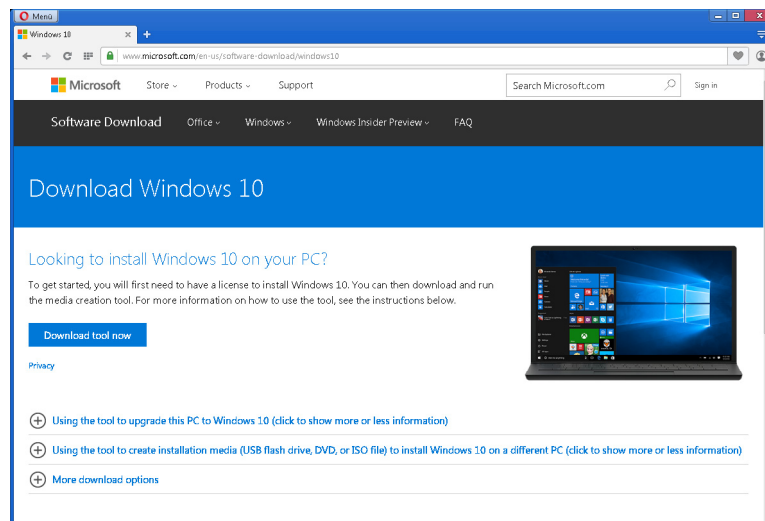 Menü
Windows 10
www.microsoft.com/en-us/software-download/windows10
Microsoft Store Products Support Search Microsoft.com Sign in
Software Download Office Windows Windows Insider Preview FAQ
Download Windows 10
Looking to install Windows 10 on your PC?
To get started, you will first need to have a license to install Windows 10. You can then download and run
the media creation tool. For more information on how to use the tool, see the instructions below.
Download tool now
Privacy
Using the tool to upgrade this PC to Windows 10 (click to show more or less information)
Using the tool to create installation media (USB flash drive, DVD, or ISO file) to install Windows 10 on a different PC (click to show more or less information)
More download options